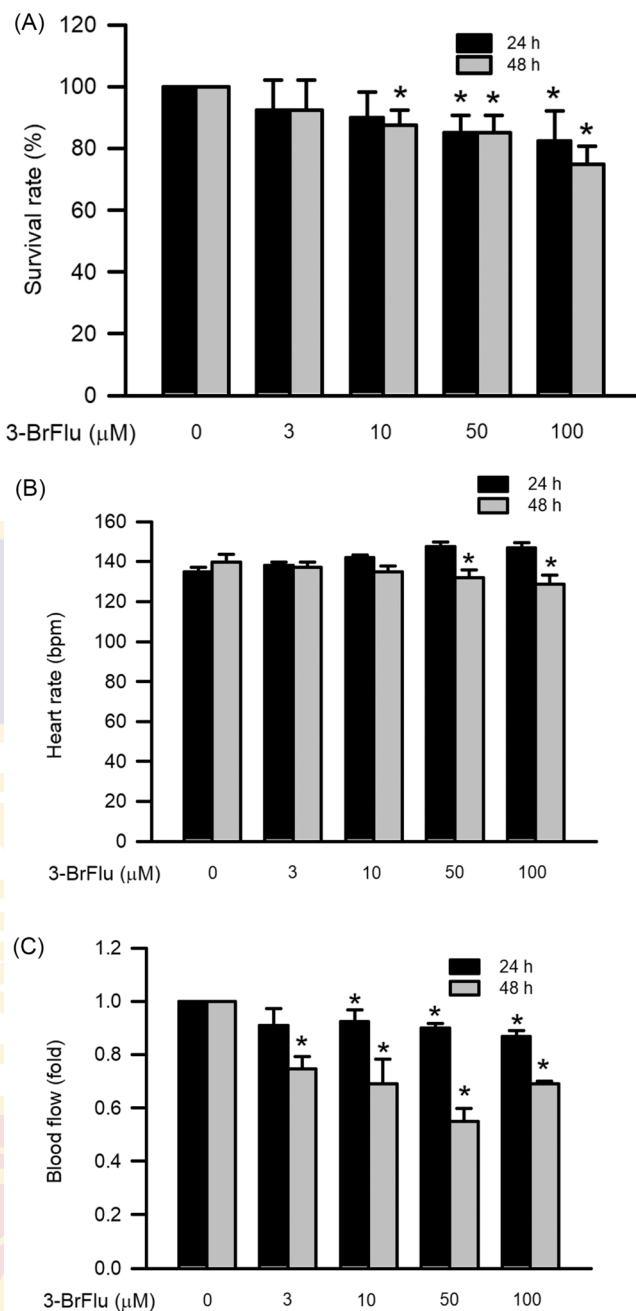 (A)
120
24 h
48 h
100
* * * * *
80
60
40
20
0
Survival rate (%)
3-BrFlu (μM) 0 3 10 50 100
(B)
24 h
48 h
160
140
* *
120
100
80
60
40
20
0
Heart rate (bpm)
3-BrFlu (μM) 0 3 10 50 100
(C)
1.2
24 h
48 h
1.0
* * * * * * *
0.8
0.6
0.4
0.2
0.0
Blood flow (fold)
3-BrFlu (μM) 0 3 10 50 100